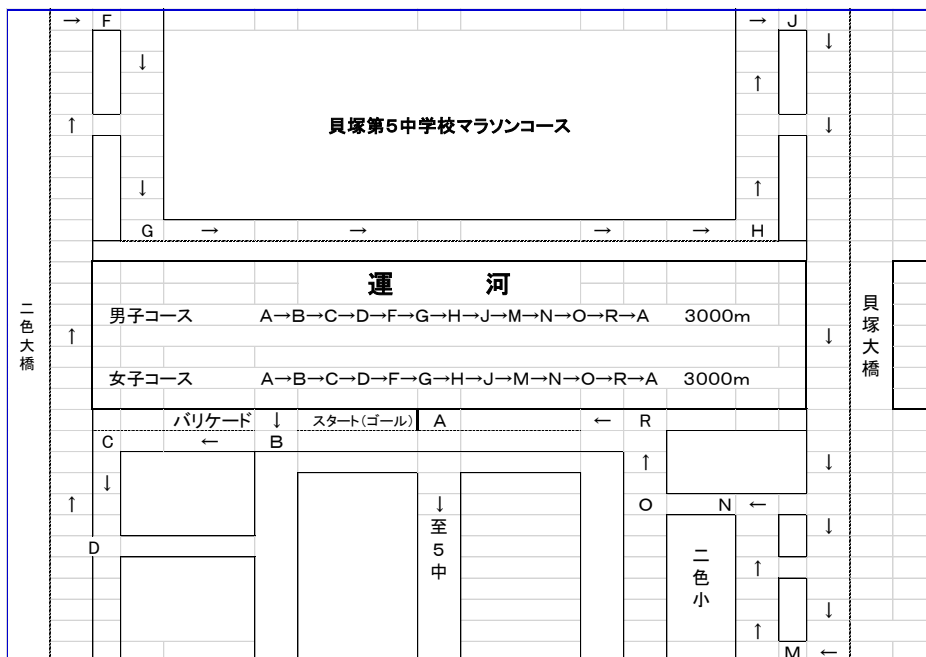 → F → J
↓
↓
↑
貝塚第5中学校マラソンコース
↑ ↓
↓ ↑
G → → → → H
運 河
二色大橋
貝塚大橋
男子コース A→B→C→D→F→G→H→J→M→N→O→R→A 3000m
↑ ↓
女子コース A→B→C→D→F→G→H→J→M→N→O→R→A 3000m
バリケード ↓ スタート(ゴール) A ← R
C ← B
↑ ↓
↓
↑ ↓ O N ←
至5中
↓
D
二色小
↑
↓
↑
M ←